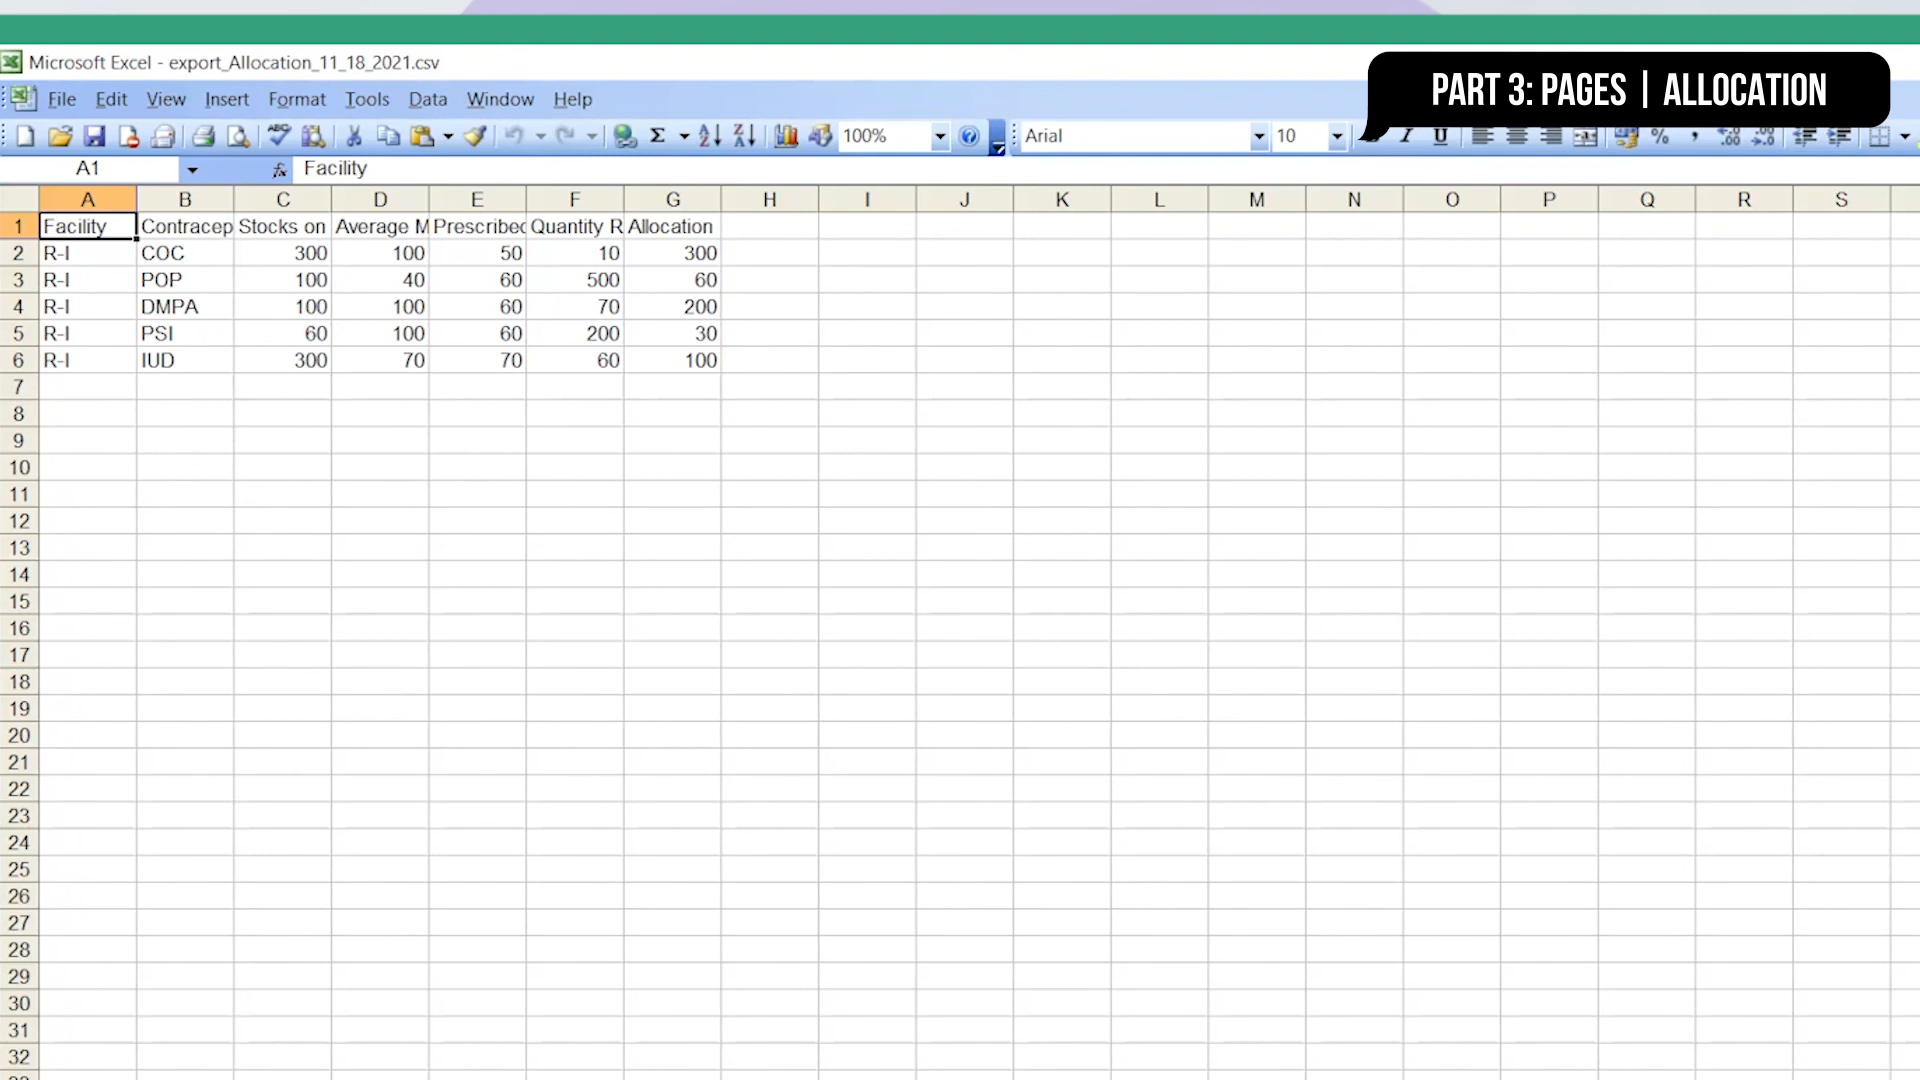 Microsoft Excel - export_Allocation_11_18_2021.csv
PART 3: PAGES | ALLOCATION
File Edit View Insert Format Tools Data Window Help
100% Arial 10
A1 fx Facility
A B C D E F G H I J K L M N O P Q R S
1 Facility Contracep Stocks on Average M Prescribed Quantity R Allocation
2 R-I COC 300 100 50 10 300
3 R-I POP 100 40 60 500 60
4 R-I DMPA 100 100 60 70 200
5 R-I PSI 60 100 60 200 30
6 R-I IUD 300 70 70 60 100
7
8
9
10
11
12
13
14
15
16
17
18
19
20
21
22
23
24
25
26
27
28
29
30
31
32